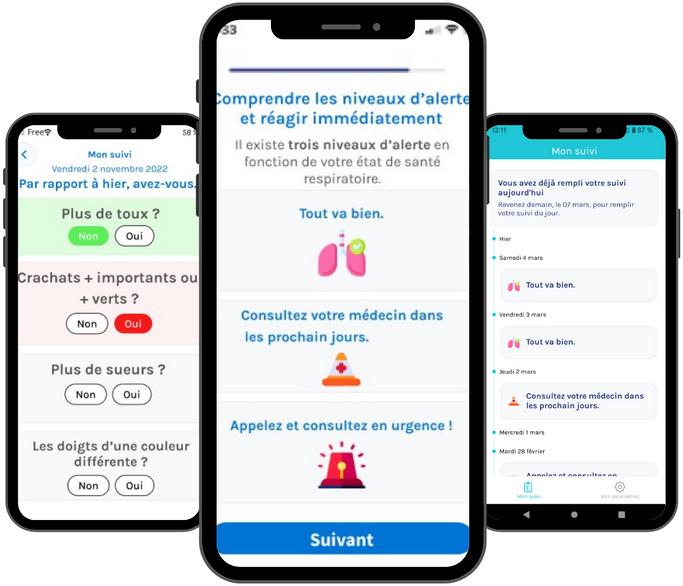 Free
58
Mon suivi
Vendredi 2 novembre 2022
Par rapport à hier, avez-vous.
Plus de toux ?
Non Oui
Crachats + importants ou
+ verts ?
Non Oui
Plus de sueurs ?
Non Oui
Les doigts d'une couleur
différente ?
Non Oui
33
Comprendre les niveaux d'alerte
et réagir immédiatement
Il existe trois niveaux d'alerte en
fonction de votre état de santé
respiratoire.
Tout va bien.
Consultez votre médecin dans
les prochain jours.
Appelez et consultez en urgence !
Suivant
12:11
87 %
Mon suivi
Vous avez déjà rempli votre suivi
aujourd'hui
Revenez demain, le 07 mars, pour remplir
votre suivi du jour.
Hier
Samedi 4 mars
Tout va bien.
Vendredi 3 mars
Tout va bien.
Jeudi 2 mars
Consultez votre médecin dans
les prochain jours.
Mercredi 1 mars
Mardi 28 février
Appelez et consultez en
Mon suivi
Mes paramètres